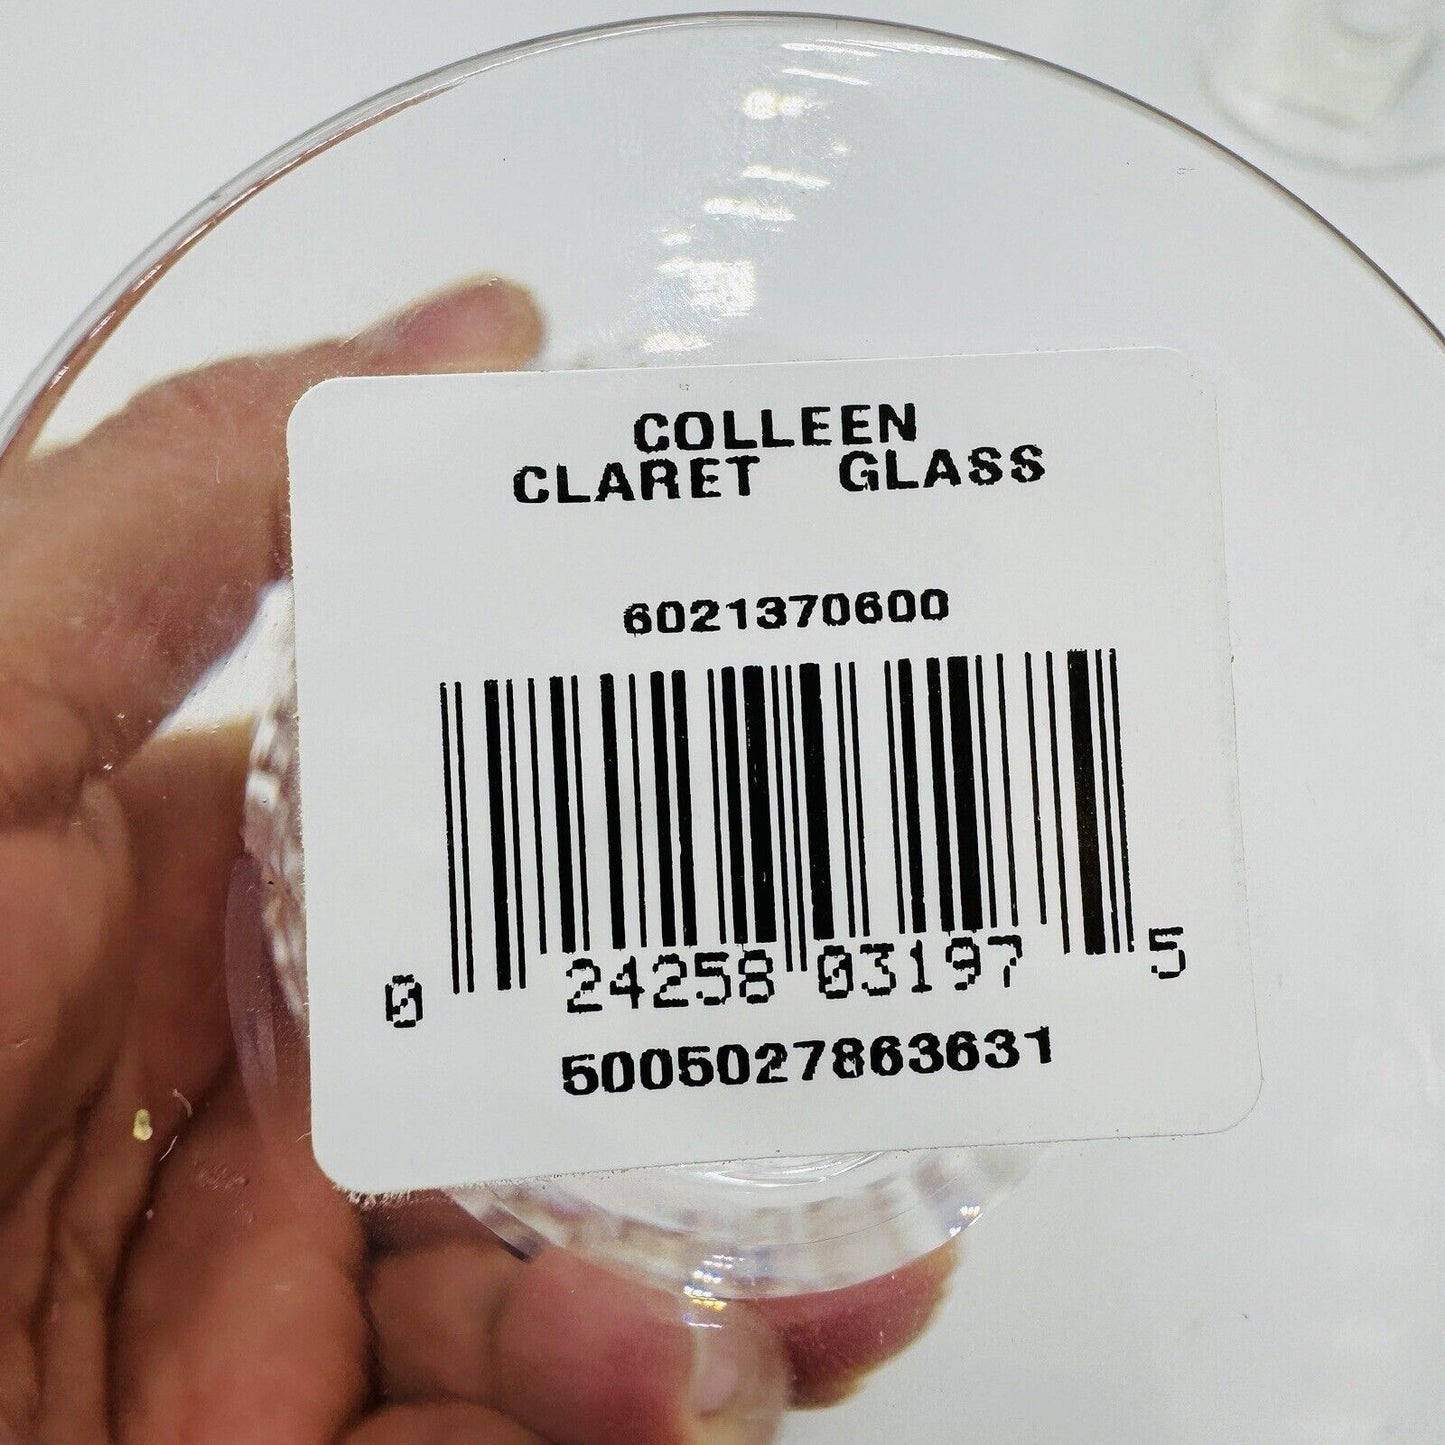 COLLEEN
CLARET GLASS
6021370600
0 24258 03197 5
5005027863631